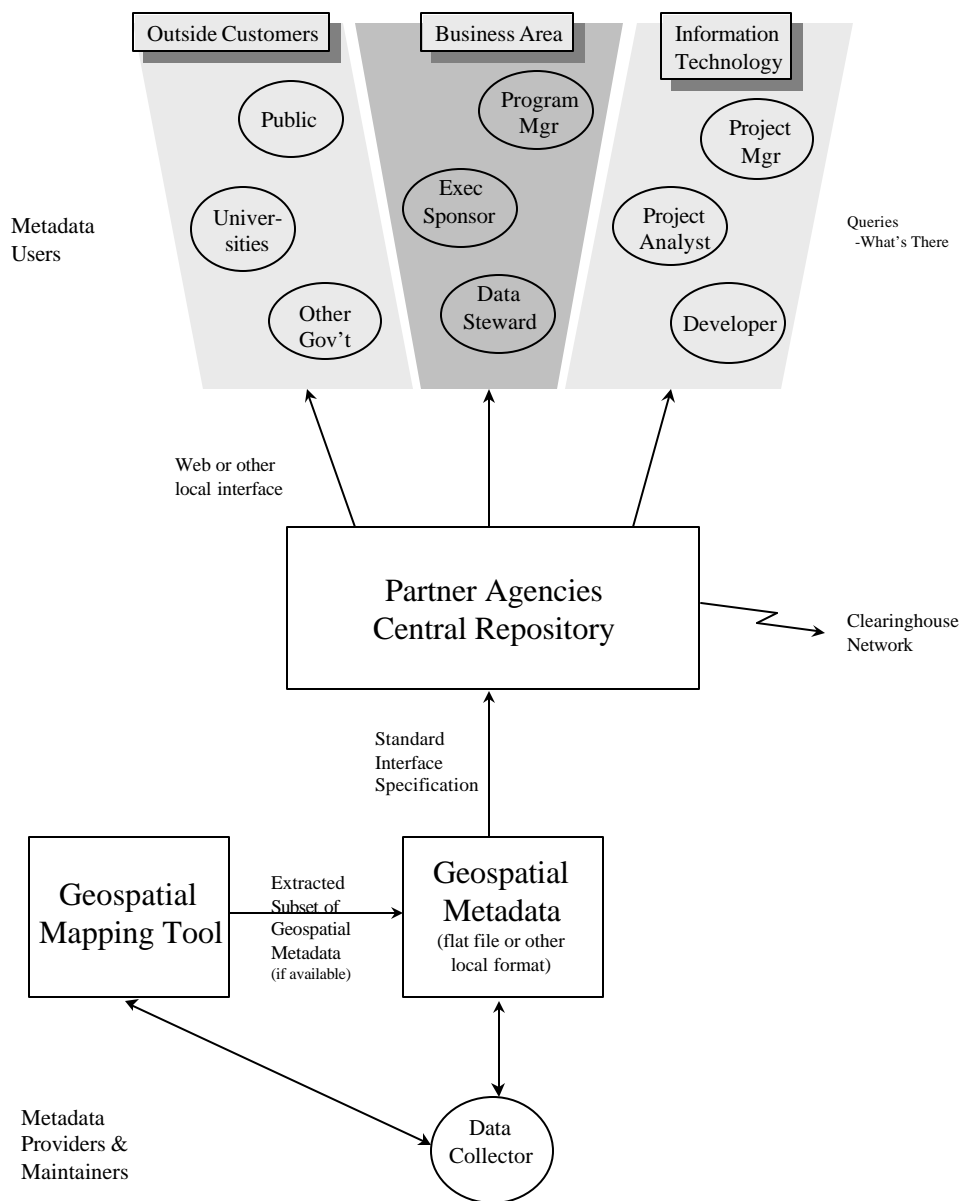 Outside Customers
Business Area
Information
Technology
Public
Univer-
sities
Other
Gov't
Program
Mgr
Exec
Sponsor
Data
Steward
Project
Mgr
Project
Analyst
Developer
Metadata
Users
Queries
-What's There
Web or other
local interface
Partner Agencies
Central Repository
Clearinghouse
Network
Standard
Interface
Specification
Geospatial
Mapping Tool
Extracted
Subset of
Geospatial
Metadata
(if available)
Geospatial
Metadata
(flat file or other
local format)
Metadata
Providers &
Maintainers
Data
Collector